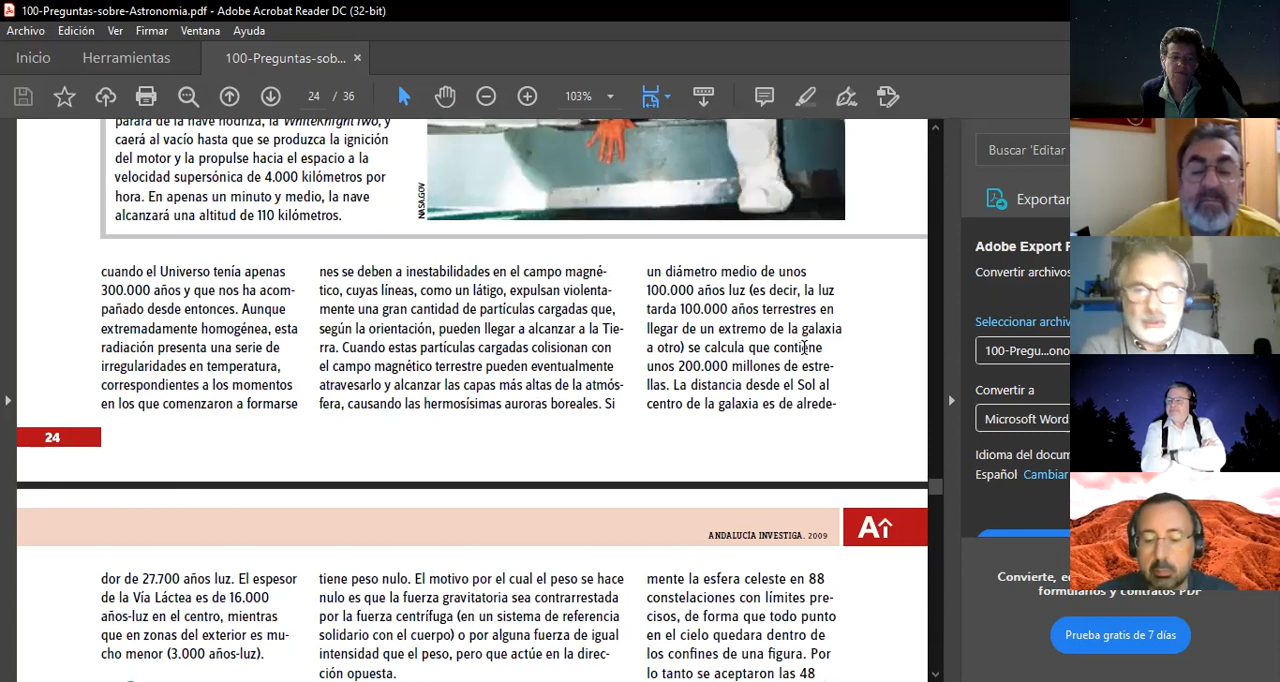 100-Preguntas-sobre-Astronomia.pdf - Adobe Acrobat Reader DC (32-bit)
Archivo Edición Ver Firmar Ventana Ayuda
Inicio Herramientas 100-Preguntas-sob... ×
24 / 36 103%
parará de la nave nodriza, la WhiteKnightTwo, y
caerá al vacío hasta que se produzca la ignición
del motor y la propulse hacia el espacio a la
velocidad supersónica de 4.000 kilómetros por
hora. En apenas un minuto y medio, la nave
alcanzará una altitud de 110 kilómetros.
NASA.GOV
cuando el Universo tenía apenas
300.000 años y que nos ha acom-
pañado desde entonces. Aunque
extremadamente homogénea, esta
radiación presenta una serie de
irregularidades en temperatura,
correspondientes a los momentos
en los que comenzaron a formarse
nes se deben a inestabilidades en el campo magné-
tico, cuyas líneas, como un látigo, expulsan violenta-
mente una gran cantidad de partículas cargadas que,
según la orientación, pueden llegar a alcanzar a la Tie-
rra. Cuando estas partículas cargadas colisionan con
el campo magnético terrestre pueden eventualmente
atravesarlo y alcanzar las capas más altas de la atmós-
fera, causando las hermosísimas auroras boreales. Si
un diámetro medio de unos
100.000 años luz (es decir, la luz
tarda 100.000 años terrestres en
llegar de un extremo de la galaxia
a otro) se calcula que contiene
unos 200.000 millones de estre-
llas. La distancia desde el Sol al
centro de la galaxia es de alrede-
24
ANDALUCÍA INVESTIGA. 2009
Aî
dor de 27.700 años luz. El espesor
de la Vía Láctea es de 16.000
años-luz en el centro, mientras
que en zonas del exterior es mu-
cho menor (3.000 años-luz).
tiene peso nulo. El motivo por el cual el peso se hace
nulo es que la fuerza gravitatoria sea contrarrestada
por la fuerza centrífuga (en un sistema de referencia
solidario con el cuerpo) o por alguna fuerza de igual
intensidad que el peso, pero que actúe en la direc-
ción opuesta.
mente la esfera celeste en 88
constelaciones con límites pre-
cisos, de forma que todo punto
en el cielo quedara dentro de
los confines de una figura. Por
lo tanto se aceptaron las 48
Buscar 'Editar
Exportar
Adobe Export
Convertir archivos
Seleccionar archi
100-Pregu...ono
Convertir a
Microsoft Word
Idioma del docum
Español Cambiar
Convierte, e
formularios y contratos PDF
Prueba gratis de 7 días